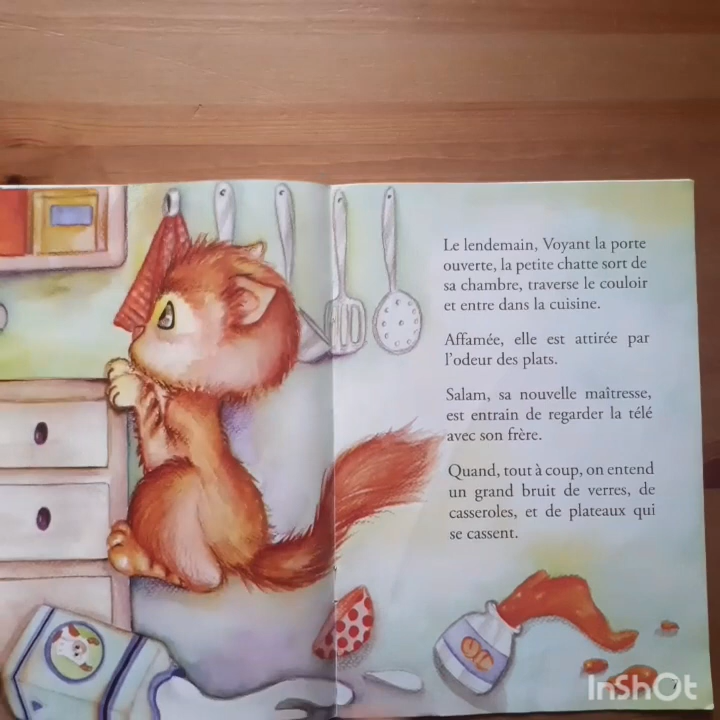 Le lendemain, Voyant la porte
ouverte, la petite chatte sort de
sa chambre, traverse le couloir
et entre dans la cuisine.
Affamée, elle est attirée par
l'odeur des plats.
Salam, sa nouvelle maîtresse,
est entrain de regarder la télé
avec son frère.
Quand, tout à coup, on entend
un grand bruit de verres, de
casseroles, et de plateaux qui
se cassent.
InShOt